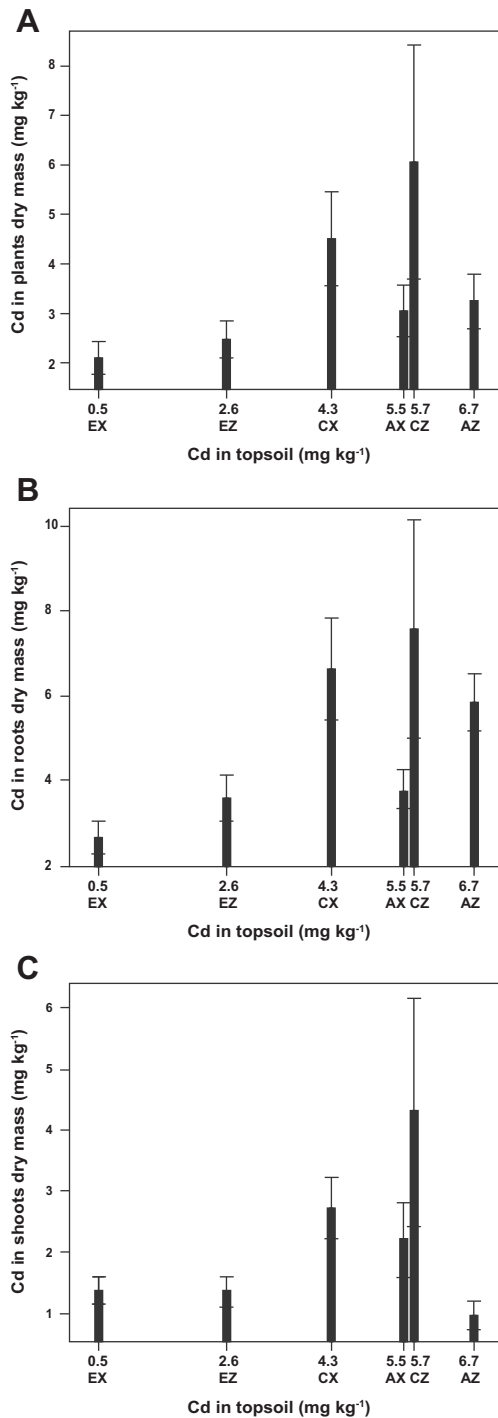 A
Cd in plants dry mass (mg kg⁻¹)
8
7
6
5
4
3
2
0.5 2.6 4.3 5.5 5.7 6.7
EX EZ CX AX CZ AZ
Cd in topsoil (mg kg⁻¹)
B
Cd in roots dry mass (mg kg⁻¹)
10
8
6
4
2
0.5 2.6 4.3 5.5 5.7 6.7
EX EZ CX AX CZ AZ
Cd in topsoil (mg kg⁻¹)
C
Cd in shoots dry mass (mg kg⁻¹)
6
5
4
3
2
1
0.5 2.6 4.3 5.5 5.7 6.7
EX EZ CX AX CZ AZ
Cd in topsoil (mg kg⁻¹)